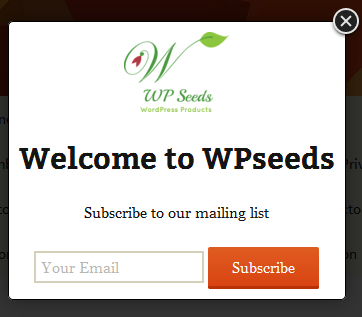 WP Seeds
WordPress Products
Welcome to WPseeds
Subscribe to our mailing list
Your Email
Subscribe